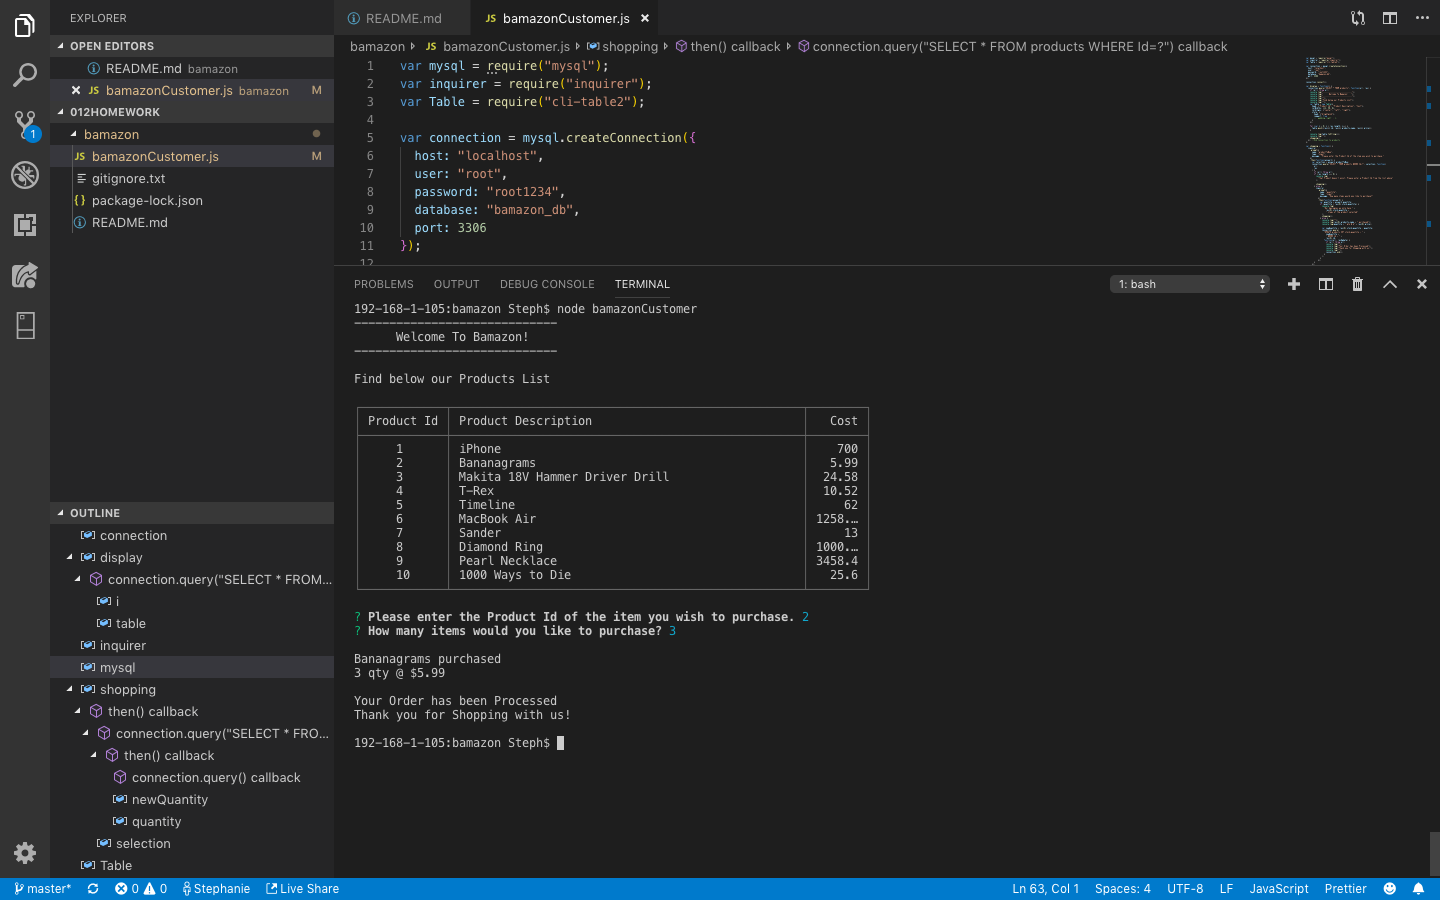 EXPLORER
OPEN EDITORS
README.md bamazon
JS bamazonCustomer.js bamazon M
012HOMEWORK
bamazon
JS bamazonCustomer.js M
gitignore.txt
{} package-lock.json
README.md
1
OUTLINE
connection
display
connection.query("SELECT * FROM...
i
table
inquirer
mysql
shopping
then() callback
connection.query("SELECT * FRO...
then() callback
connection.query() callback
newQuantity
quantity
selection
Table
README.md
JS bamazonCustomer.js
bamazon JS bamazonCustomer.js shopping then() callback connection.query("SELECT * FROM products WHERE Id=?") callback
1 var mysql = require("mysql");
2 var inquirer = require("inquirer");
3 var Table = require("cli-table2");
4
5 var connection = mysql.createConnection({
6 host: "localhost",
7 user: "root",
8 password: "root1234",
9 database: "bamazon_db",
10 port: 3306
11 });
12
PROBLEMS OUTPUT DEBUG CONSOLE TERMINAL
1: bash
192-168-1-105:bamazon Steph$ node bamazonCustomer
-----------------------------
Welcome To Bamazon!
-----------------------------
Find below our Products List
Product Id Product Description Cost
1 iPhone 700
2 Bananagrams 5.99
3 Makita 18V Hammer Driver Drill 24.58
4 T-Rex 10.52
5 Timeline 62
6 MacBook Air 1258.…
7 Sander 13
8 Diamond Ring 1000.…
9 Pearl Necklace 3458.4
10 1000 Ways to Die 25.6
? Please enter the Product Id of the item you wish to purchase. 2
? How many items would you like to purchase? 3
Bananagrams purchased
3 qty @ $5.99
Your Order has been Processed
Thank you for Shopping with us!
192-168-1-105:bamazon Steph$
master* 0 0 Stephanie Live Share
Ln 63, Col 1 Spaces: 4 UTF-8 LF JavaScript Prettier